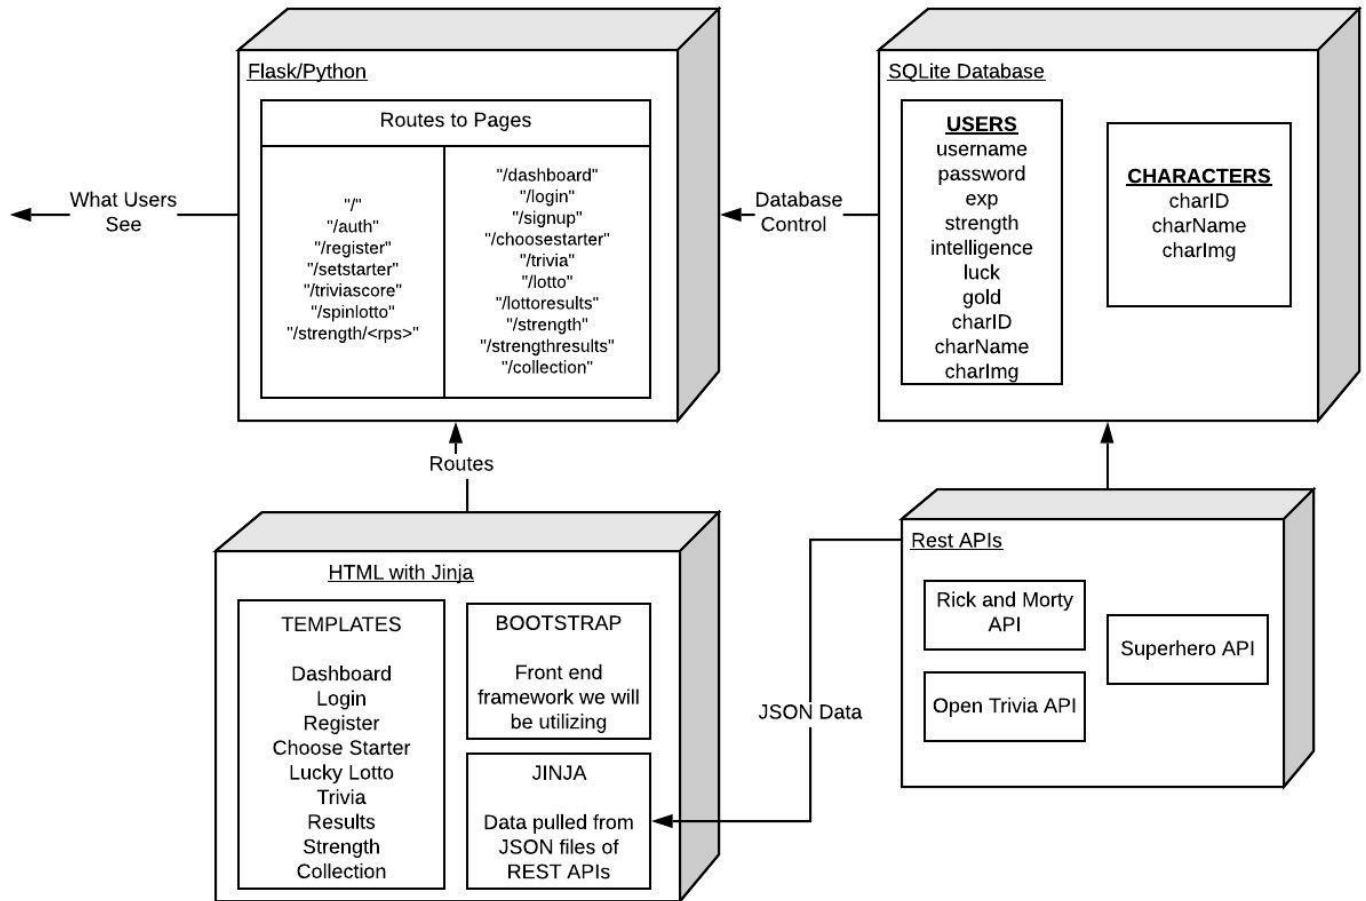 Flask/Python
Routes to Pages
"/"
"/auth"
"/register"
"/setstarter"
"/triviascore"
"/spinlotto"
"/strength/<rps>"
"/dashboard"
"/login"
"/signup"
"/choosestarter"
"/trivia"
"/lotto"
"/lottoresults"
"/strength"
"/strengthresults"
"/collection"
What Users
See
Database
Control
SQLite Database
USERS
username
password
exp
strength
intelligence
luck
gold
charID
charName
charImg
CHARACTERS
charID
charName
charImg
Routes
HTML with Jinja
TEMPLATES
Dashboard
Login
Register
Choose Starter
Lucky Lotto
Trivia
Results
Strength
Collection
BOOTSTRAP
Front end
framework we will
be utilizing
JINJA
Data pulled from
JSON files of
REST APIs
JSON Data
Rest APIs
Rick and Morty
API
Open Trivia API
Superhero API